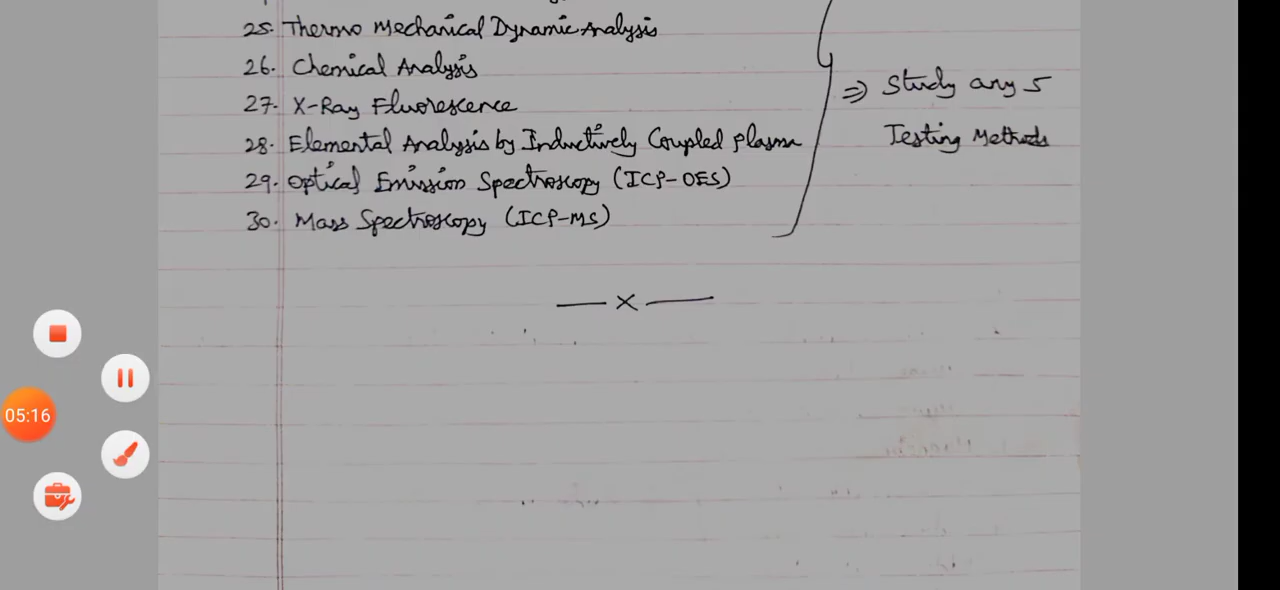 25. Thermo Mechanical Dynamic Analysis
26. Chemical Analysis
27. X-Ray Fluorescence
28. Elemental Analysis by Inductively Coupled Plasma
29. Optical Emission Spectroscopy (ICP-OES)
30. Mass Spectroscopy (ICP-MS)
⇒ Study any 5
Testing Methods
— X —
05:16